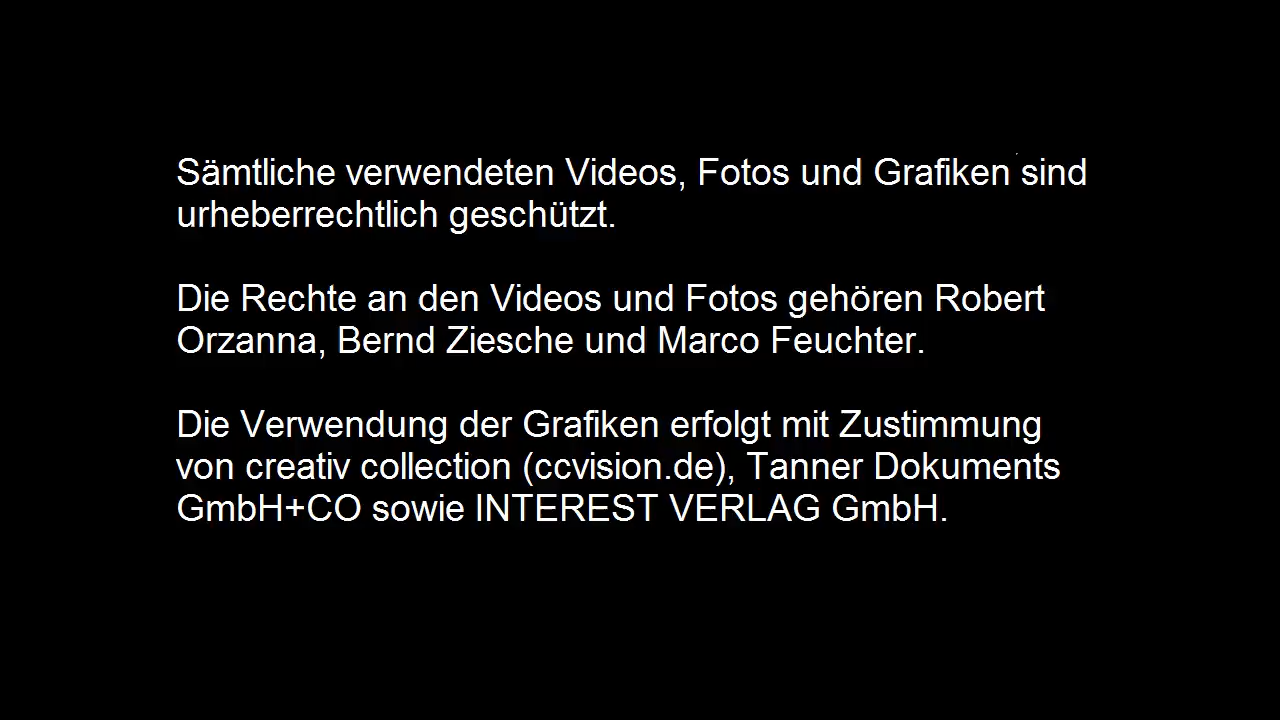 Sämtliche verwendeten Videos, Fotos und Grafiken sind
urheberrechtlich geschützt.
Die Rechte an den Videos und Fotos gehören Robert
Orzanna, Bernd Ziesche und Marco Feuchter.
Die Verwendung der Grafiken erfolgt mit Zustimmung
von creativ collection (ccvision.de), Tanner Dokuments
GmbH+CO sowie INTEREST VERLAG GmbH.